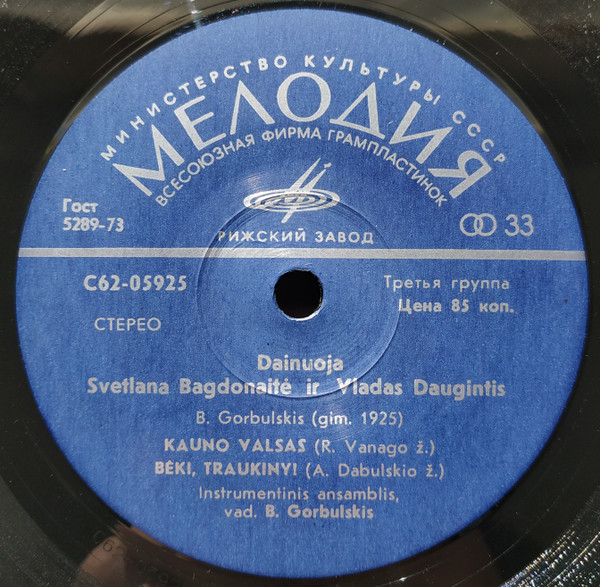 МИНИСТЕРСТВО КУЛЬТУРЫ СССР
МЕЛОДИЯ
ВСЕСОЮЗНАЯ ФИРМА ГРАМПЛАСТИНОК
Гост
5289-73
33
РИЖСКИЙ ЗАВОД
С62-05925
Третья группа
Цена 85 коп.
СТЕРЕО
Dainuoja
Svetlana Bagdonaitė ir Vladas Daugintis
B. Gorbulskis (gim. 1925)
KAUNO VALSAS (R. Vanago ž.)
BĖKI, TRAUKINY! (A. Dabulskio ž.)
Instrumentinis ansamblis,
vad. B. Gorbulskis